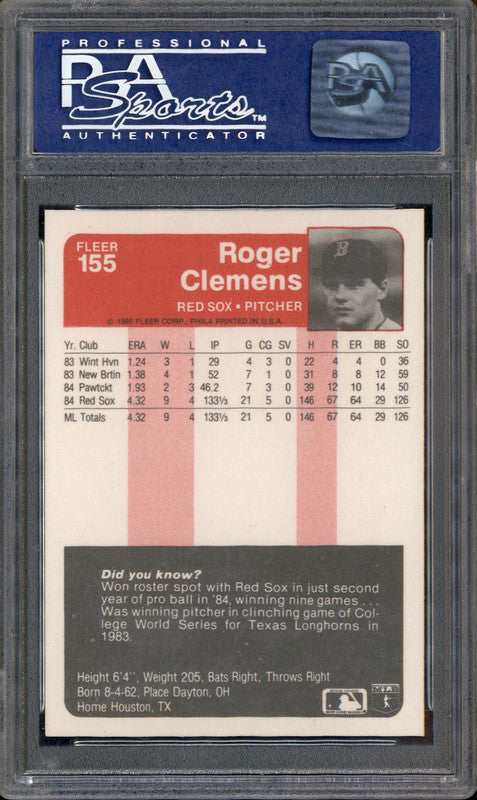 PROFESSIONAL
PSA
Sports™
AUTHENTICATOR
PSA
FLEER
155
Roger
Clemens
RED SOX • PITCHER
© 1985 FLEER CORP., PHILA PRINTED IN U.S.A.
Yr. Club ERA W L IP G CG SV H R ER BB SO
83 Wint Hvn 1.24 3 1 29 4 3 0 22 4 4 0 36
83 New Brtin 1.38 4 1 52 7 1 0 31 8 8 12 59
84 Pawtckt 1.93 2 3 46.2 7 3 0 39 12 10 14 50
84 Red Sox 4.32 9 4 133⅓ 21 5 0 146 67 64 29 126
ML Totals 4.32 9 4 133⅓ 21 5 0 146 67 64 29 126
Did you know?
Won roster spot with Red Sox in just second
year of pro ball in '84, winning nine games . . .
Was winning pitcher in clinching game of Col-
lege World Series for Texas Longhorns in
1983.
Height 6'4'', Weight 205, Bats Right, Throws Right
Born 8-4-62, Place Dayton, OH
Home Houston, TX